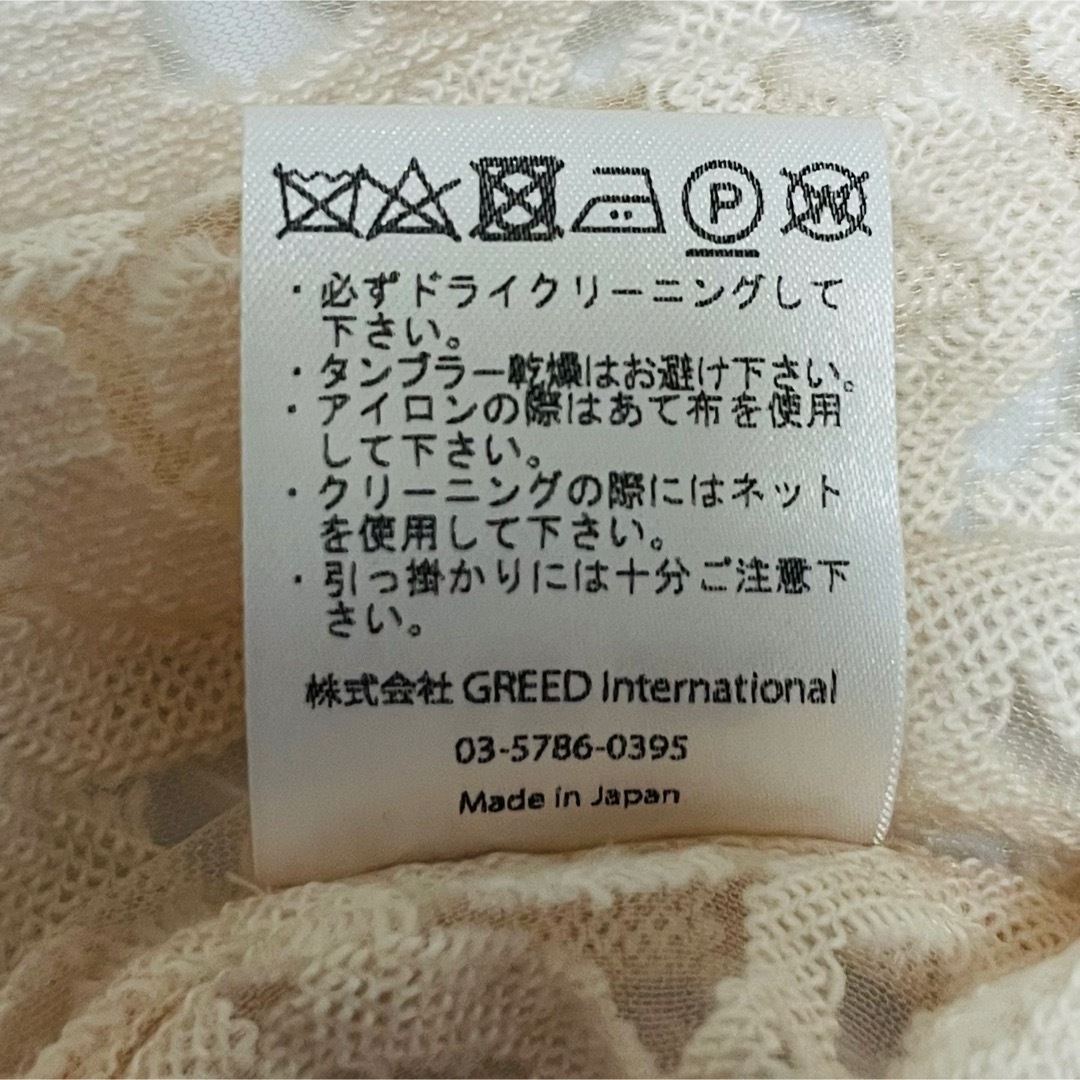 P W
・必ずドライクリーニングして
下さい。
・タンブラー乾燥はお避け下さい。
・アイロンの際はあて布を使用
して下さい。
・クリーニングの際にはネット
を使用して下さい。
・引っ掛かりには十分ご注意下
さい。
株式会社 GREED International
03-5786-0395
Made in Japan